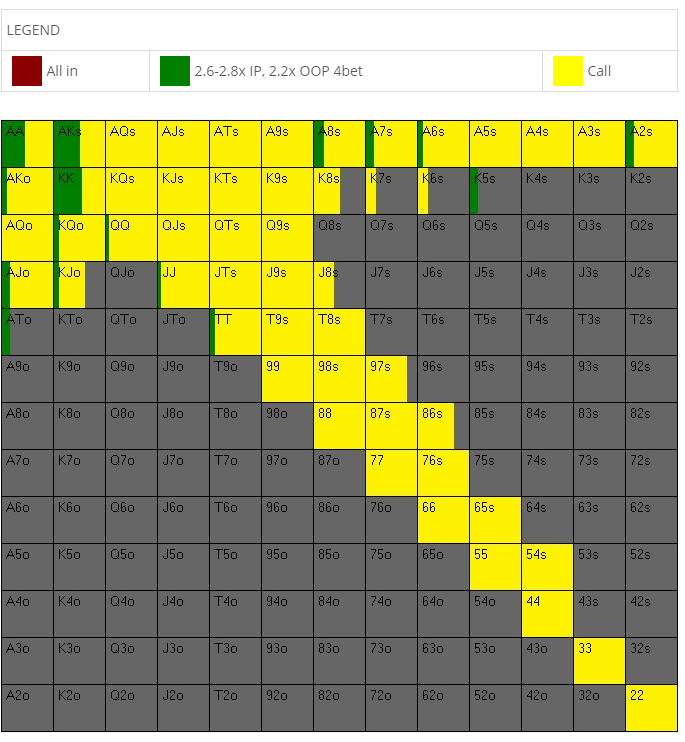 LEGEND
All in 2.6-2.8x IP, 2.2x OOP 4bet Call
AA AKs AQs AJs ATs A9s A8s A7s A6s A5s A4s A3s A2s
AKo KK KQs KJs KTs K9s K8s K7s K6s K5s K4s K3s K2s
AQo KQo QQ QJs QTs Q9s Q8s Q7s Q6s Q5s Q4s Q3s Q2s
AJo KJo QJo JJ JTs J9s J8s J7s J6s J5s J4s J3s J2s
ATo KTo QTo JTo TT T9s T8s T7s T6s T5s T4s T3s T2s
A9o K9o Q9o J9o T9o 99 98s 97s 96s 95s 94s 93s 92s
A8o K8o Q8o J8o T8o 98o 88 87s 86s 85s 84s 83s 82s
A7o K7o Q7o J7o T7o 97o 87o 77 76s 75s 74s 73s 72s
A6o K6o Q6o J6o T6o 96o 86o 76o 66 65s 64s 63s 62s
A5o K5o Q5o J5o T5o 95o 85o 75o 65o 55 54s 53s 52s
A4o K4o Q4o J4o T4o 94o 84o 74o 64o 54o 44 43s 42s
A3o K3o Q3o J3o T3o 93o 83o 73o 63o 53o 43o 33 32s
A2o K2o Q2o J2o T2o 92o 82o 72o 62o 52o 42o 32o 22